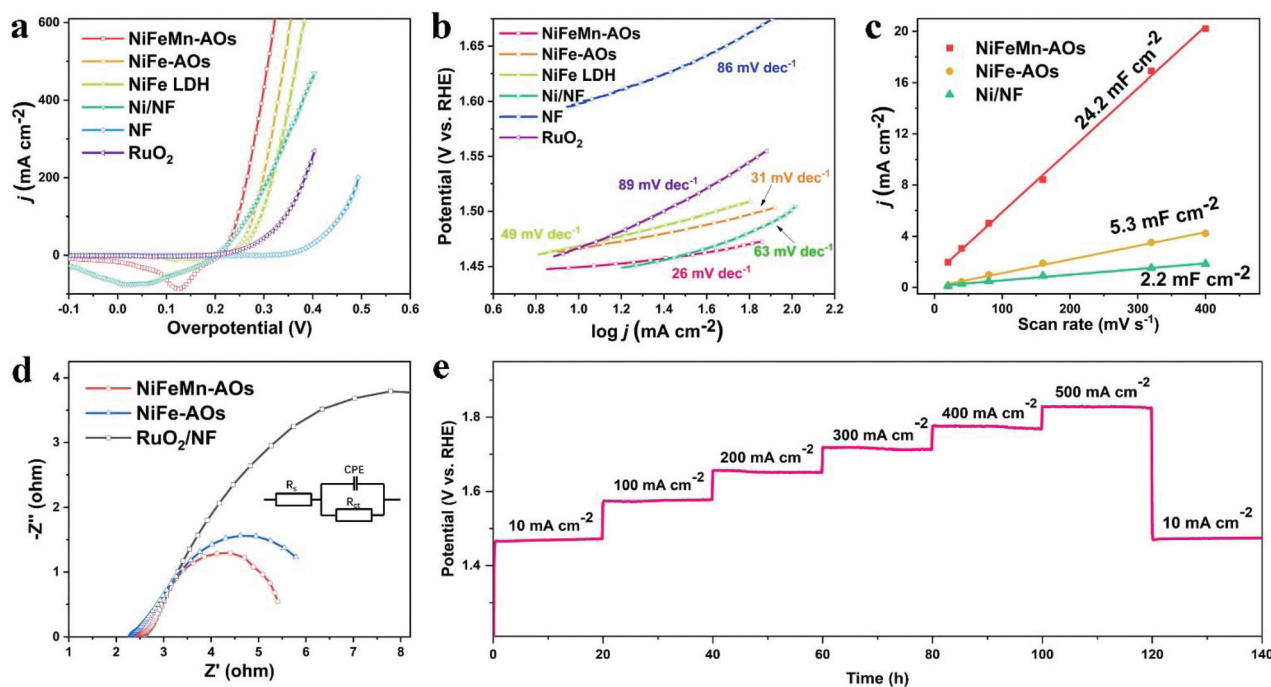 a
600
400
200
0
j (mA cm-2)
-0.1 0.0 0.1 0.2 0.3 0.4 0.5 0.6
Overpotential (V)
NiFeMn-AOs
NiFe-AOs
NiFe LDH
Ni/NF
NF
RuO2
b
1.65
1.60
1.55
1.50
1.45
Potential (V vs. RHE)
0.6 0.8 1.0 1.2 1.4 1.6 1.8 2.0 2.2
log j (mA cm-2)
NiFeMn-AOs
NiFe-AOs
NiFe LDH
Ni/NF
NF
RuO2
86 mV dec-1
89 mV dec-1
31 mV dec-1
49 mV dec-1
63 mV dec-1
26 mV dec-1
c
20
16
12
8
4
0
j (mA cm-2)
0 100 200 300 400
Scan rate (mV s-1)
NiFeMn-AOs
NiFe-AOs
Ni/NF
24.2 mF cm-2
5.3 mF cm-2
2.2 mF cm-2
d
4
3
2
1
0
-Z'' (ohm)
1 2 3 4 5 6 7 8
Z' (ohm)
NiFeMn-AOs
NiFe-AOs
RuO2/NF
CPE
Rs
Rct
e
2.0
1.8
1.6
1.4
Potential (V vs. RHE)
0 20 40 60 80 100 120 140
Time (h)
10 mA cm-2
100 mA cm-2
200 mA cm-2
300 mA cm-2
400 mA cm-2
500 mA cm-2
10 mA cm-2